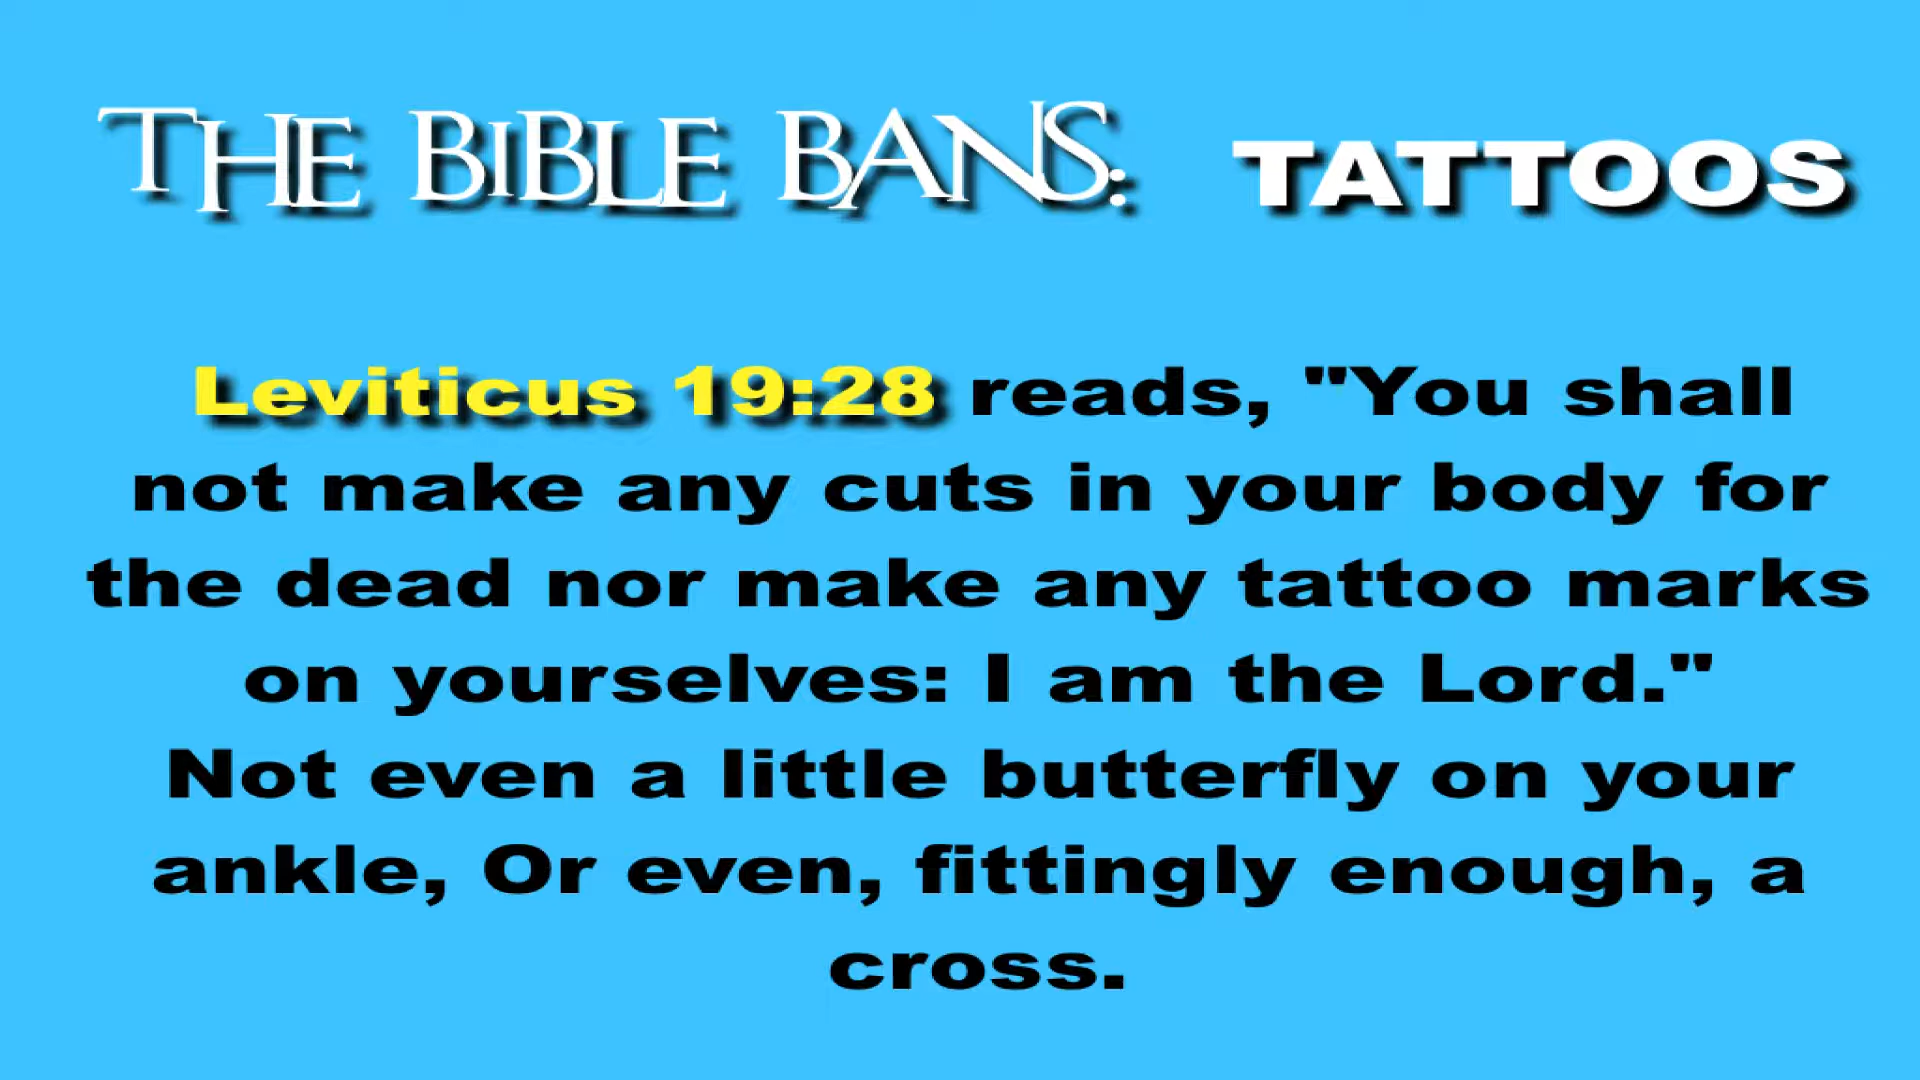 THE BIBLE BANS: TATTOOS
Leviticus 19:28 reads, "You shall
not make any cuts in your body for
the dead nor make any tattoo marks
on yourselves: I am the Lord."
Not even a little butterfly on your
ankle, Or even, fittingly enough, a
cross.